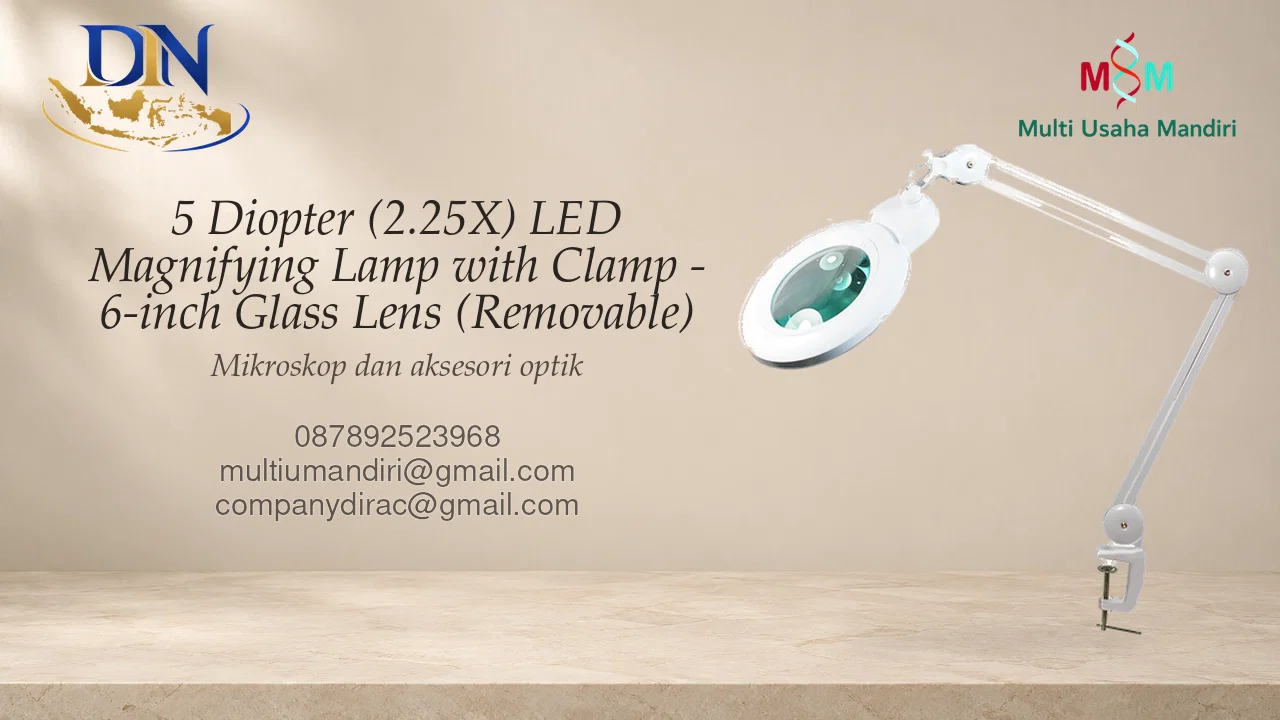 DIN
M M
Multi Usaha Mandiri
5 Diopter (2.25X) LED
Magnifying Lamp with Clamp -
6-inch Glass Lens (Removable)
Mikroskop dan aksesori optik
087892523968
multiumandiri@gmail.com
companydirac@gmail.com